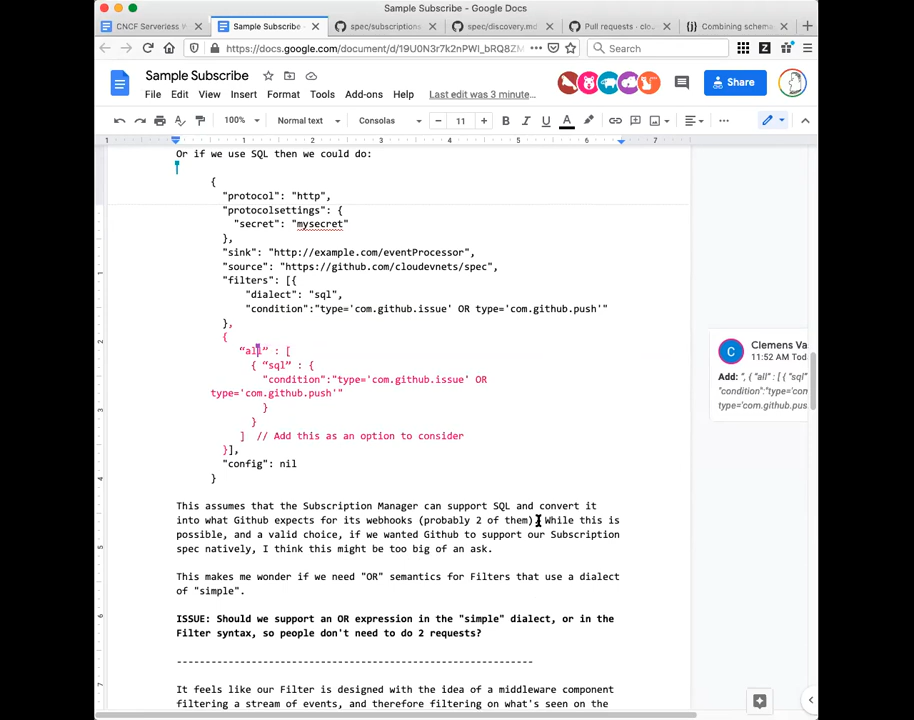 Sample Subscribe - Google Docs
CNCF Serverless W
Sample Subscribe
spec/subscriptions
spec/discovery.md
Pull requests · clou
Combining schema
https://docs.google.com/document/d/19U0N3r7k2nPWl_bRQ8ZM
Search
Sample Subscribe
File Edit View Insert Format Tools Add-ons Help Last edit was 3 minute...
Share
100% Normal text Consolas 11
1 1 2 3 4 5 6 7
Or if we use SQL then we could do:
{
"protocol": "http",
"protocolsettings": {
"secret": "mysecret"
},
"sink": "http://example.com/eventProcessor",
"source": "https://github.com/cloudevnets/spec",
"filters": [{
"dialect": "sql",
"condition":"type='com.github.issue' OR type='com.github.push'"
},
{
“all” : [
{ “sql” : {
"condition":"type='com.github.issue' OR
type='com.github.push'"
}
}
] // Add this as an option to consider
}],
"config": nil
}
C
Clemens Va
11:52 AM Tod
Add: “, { “all” : [ { “sql”
"condition":"type='con
type='com.github.pus
This assumes that the Subscription Manager can support SQL and convert it
into what Github expects for its webhooks (probably 2 of them). While this is
possible, and a valid choice, if we wanted Github to support our Subscription
spec natively, I think this might be too big of an ask.
This makes me wonder if we need "OR" semantics for Filters that use a dialect
of "simple".
ISSUE: Should we support an OR expression in the "simple" dialect, or in the
Filter syntax, so people don't need to do 2 requests?
--------------------------------------------------------------
It feels like our Filter is designed with the idea of a middleware component
filtering a stream of events, and therefore filtering on what's seen on the